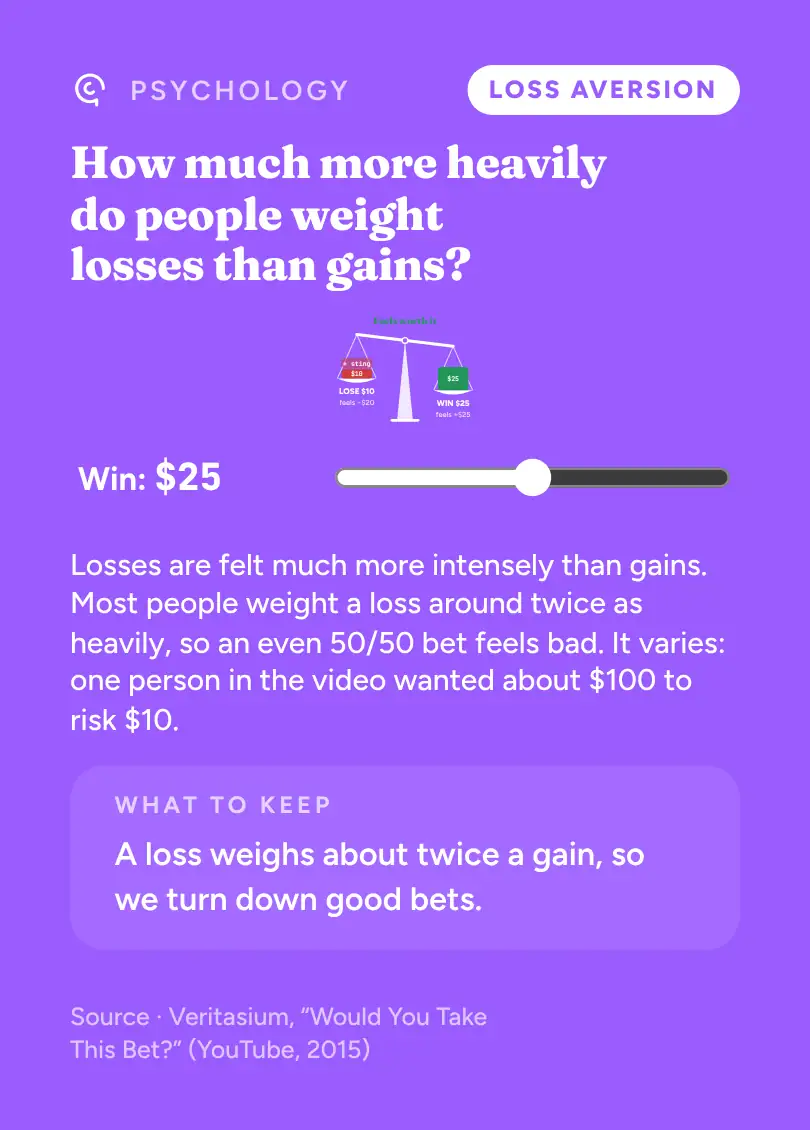 PSYCHOLOGY
LOSS AVERSION
How much more heavily
do people weight
losses than gains?
Feels worth it
+ sting
$10
$25
LOSE $10
feels −$20
WIN $25
feels +$25
Win: $25
Losses are felt much more intensely than gains.
Most people weight a loss around twice as
heavily, so an even 50/50 bet feels bad. It varies:
one person in the video wanted about $100 to
risk $10.
WHAT TO KEEP
A loss weighs about twice a gain, so
we turn down good bets.
Source · Veritasium, “Would You Take
This Bet?” (YouTube, 2015)